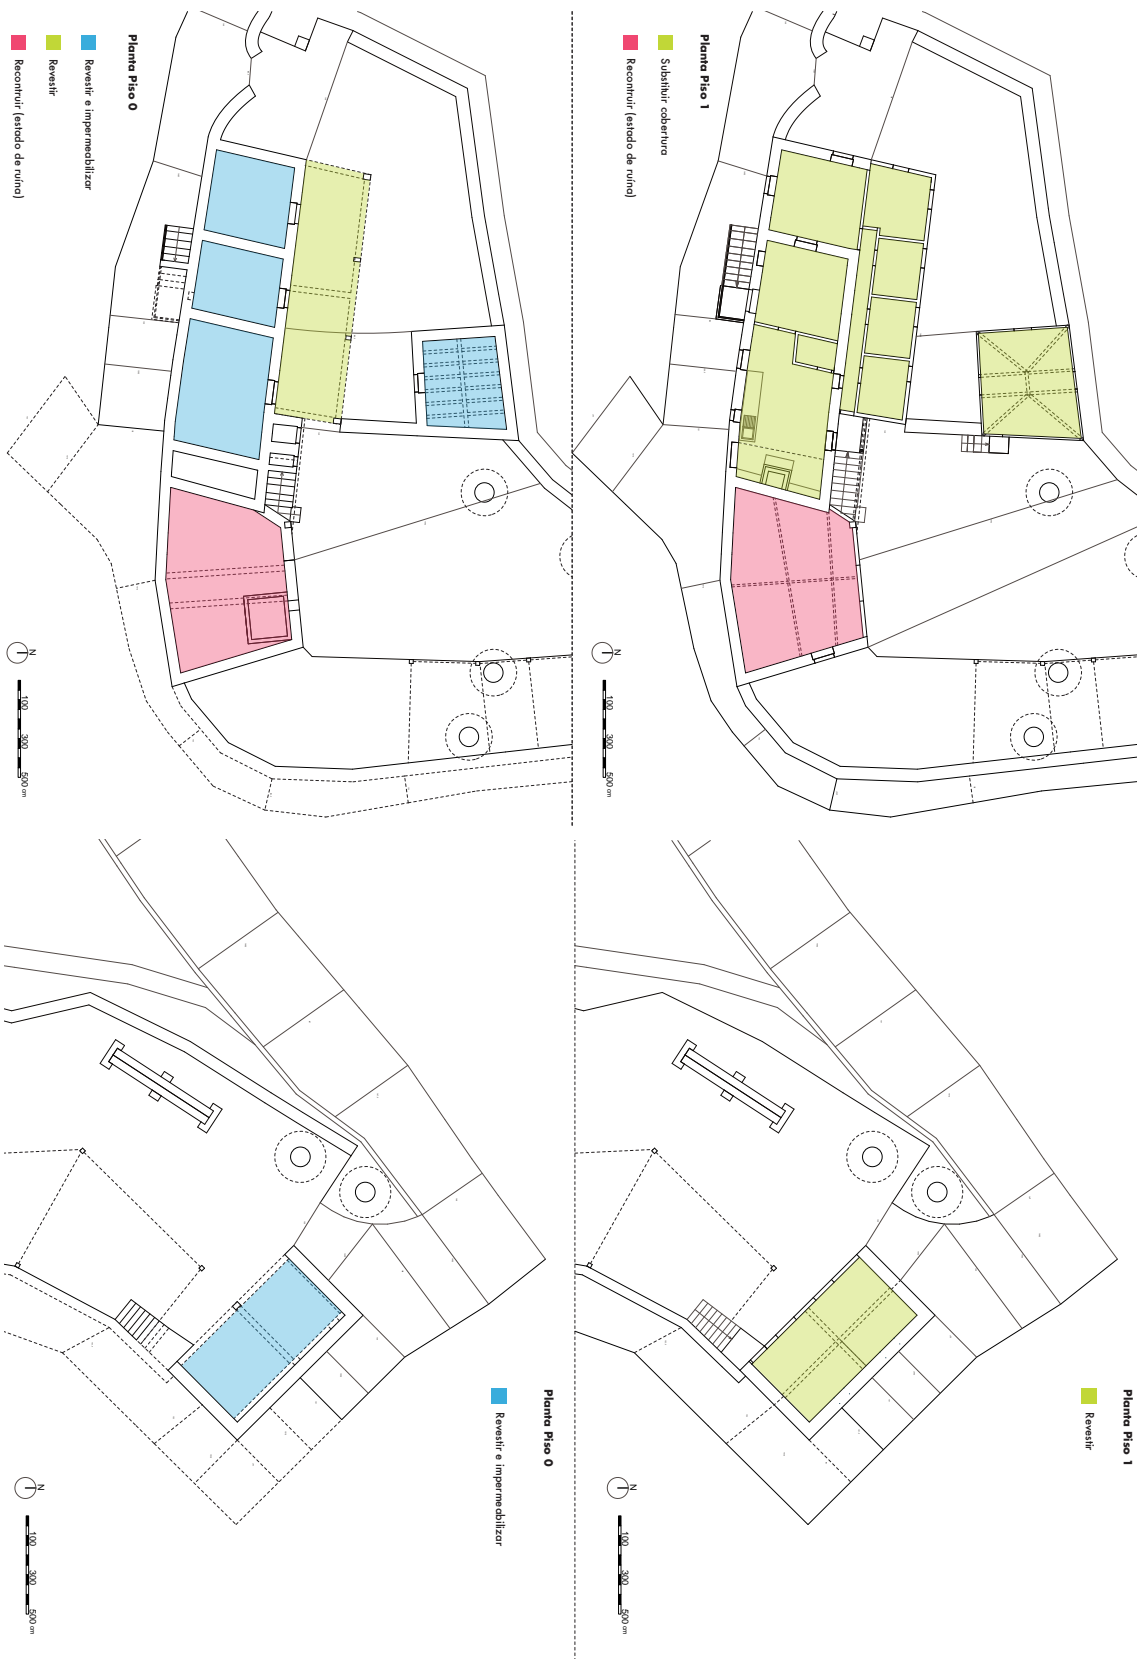 Planta Piso 0
Revestir e impermeabilizar
Revestir
Recontruir (estado de ruína)
N
100
300
500 cm
Planta Piso 1
Substituir cobertura
Recontruir (estado de ruína)
N
100
300
500 cm
Planta Piso 0
Revestir e impermeabilizar
N
100
300
500 cm
Planta Piso 1
Revestir
N
100
300
500 cm